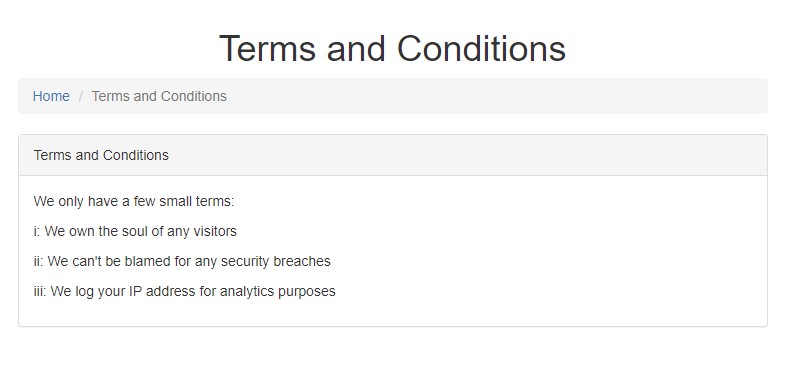 Terms and Conditions
Home / Terms and Conditions
Terms and Conditions
We only have a few small terms:
i: We own the soul of any visitors
ii: We can't be blamed for any security breaches
iii: We log your IP address for analytics purposes